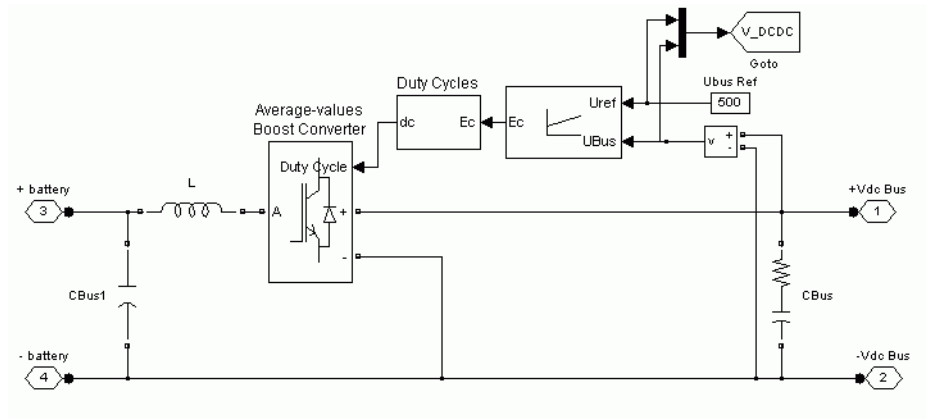 V_DCDC
Goto
Ubus Ref
500
Duty Cycles
Average-values
Boost Converter
dc
Ec
Ec
Uref
UBus
v
+
-
Duty Cycle
L
+ battery
3
A
+
-
+Vdc Bus
1
CBus1
CBus
- battery
4
-Vdc Bus
2